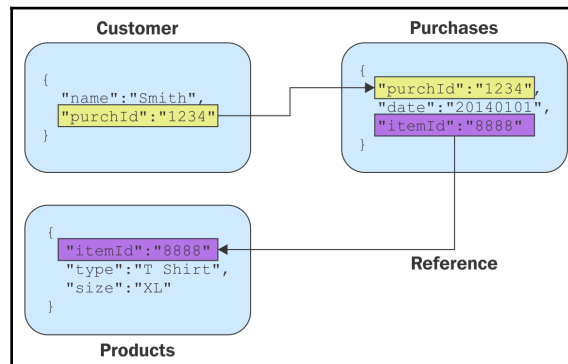 Customer
{
"name":"Smith",
"purchId":"1234"
}
Purchases
{
"purchId":"1234",
"date":"20140101",
"itemId":"8888"
}
{
"itemId":"8888"
"type":"T Shirt",
"size":"XL"
}
Reference
Products